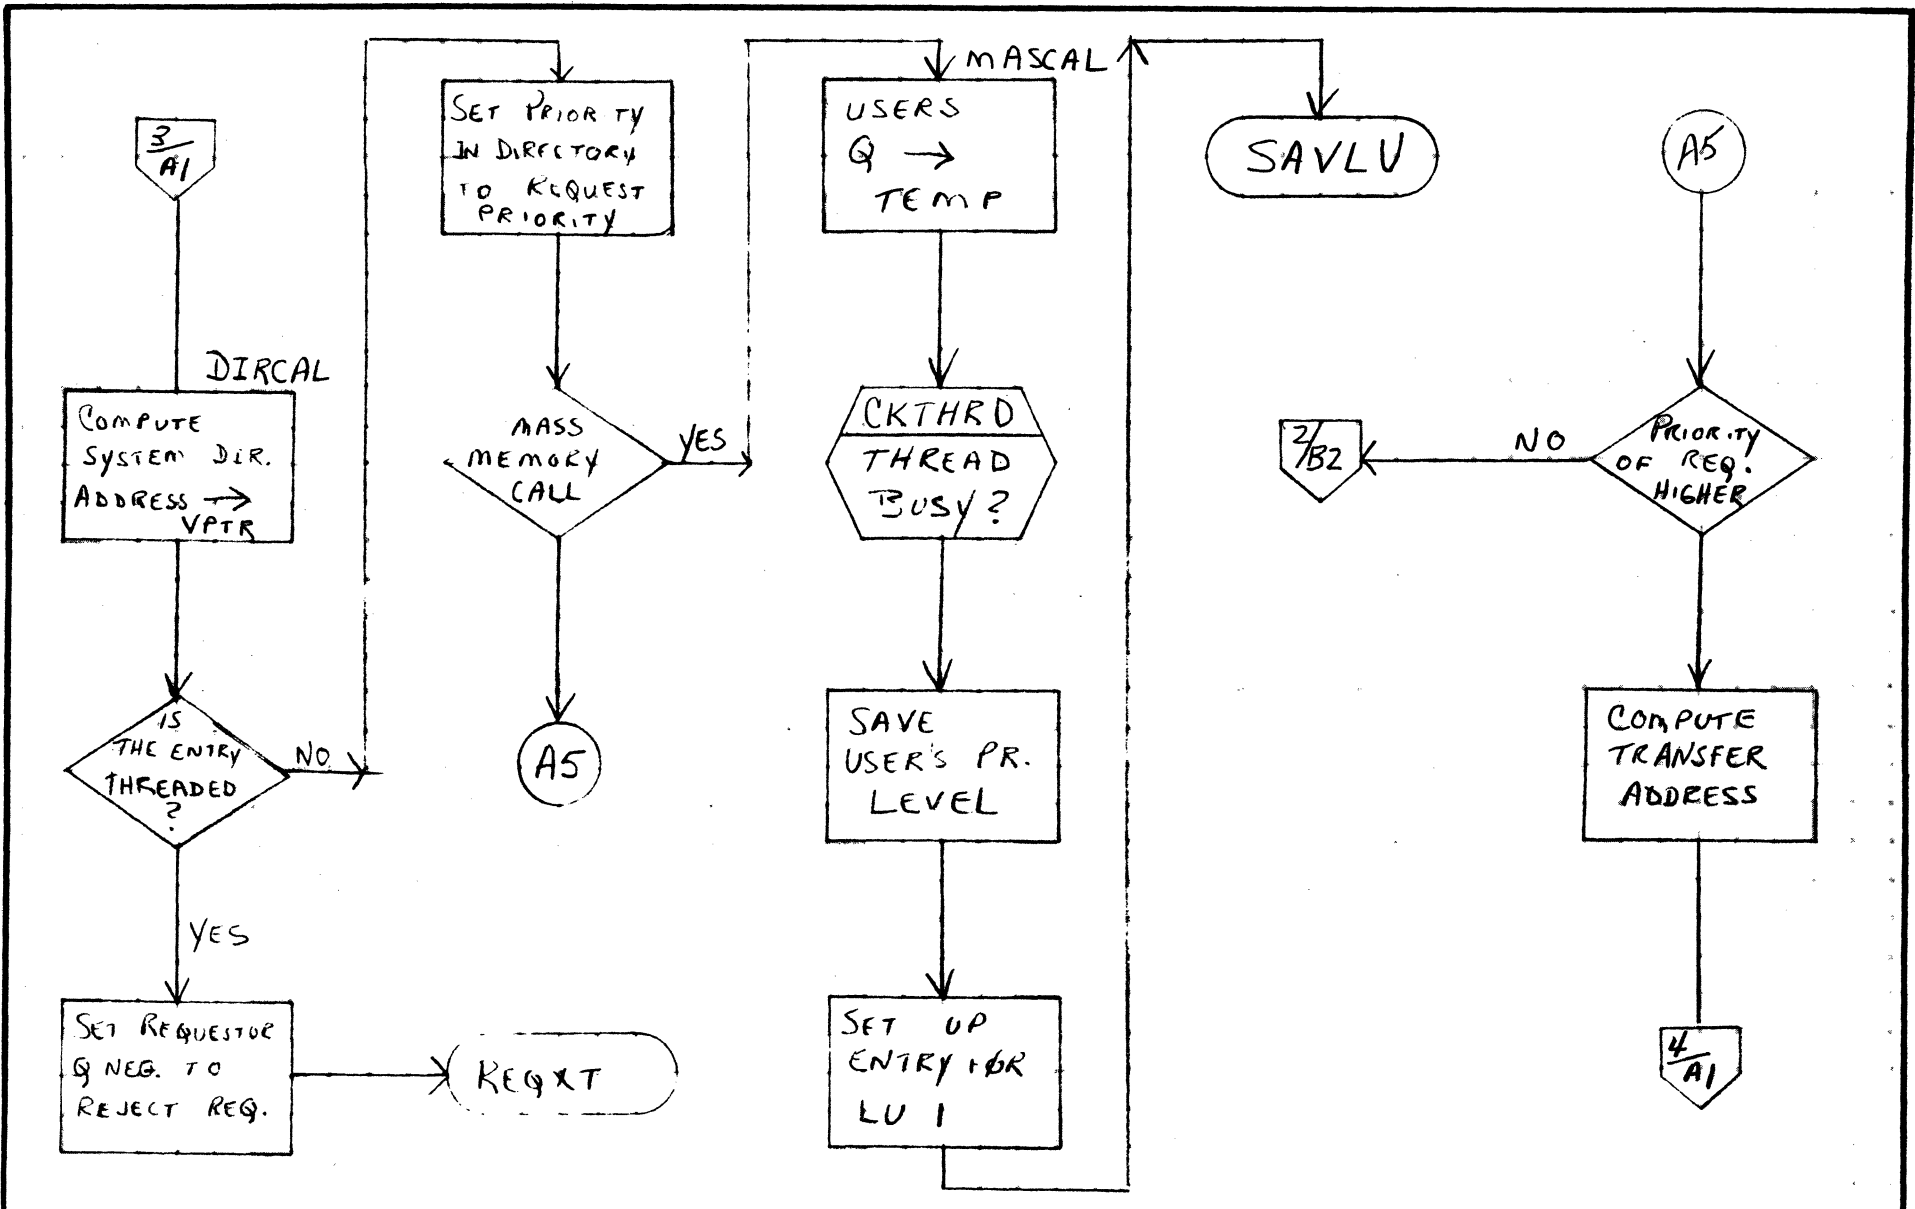 3/A1
DIRCAL
COMPUTE
SYSTEM DIR.
ADDRESS →
VPTR
IS
THE ENTRY
THREADED
?
NO
YES
SET REQUESTOR
Q NEG. TO
REJECT REQ.
REQXT
SET PRIORITY
IN DIRECTORY
TO REQUEST
PRIORITY
MASS
MEMORY
CALL
YES
A5
MASCAL
USERS
Q →
TEMP
CKTHRD
THREAD
BUSY?
SAVE
USER'S PR.
LEVEL
SET UP
ENTRY FOR
LU 1
SAVLU
A5
PRIORITY
OF REQ.
HIGHER
NO
2/B2
COMPUTE
TRANSFER
ADDRESS
4/A1